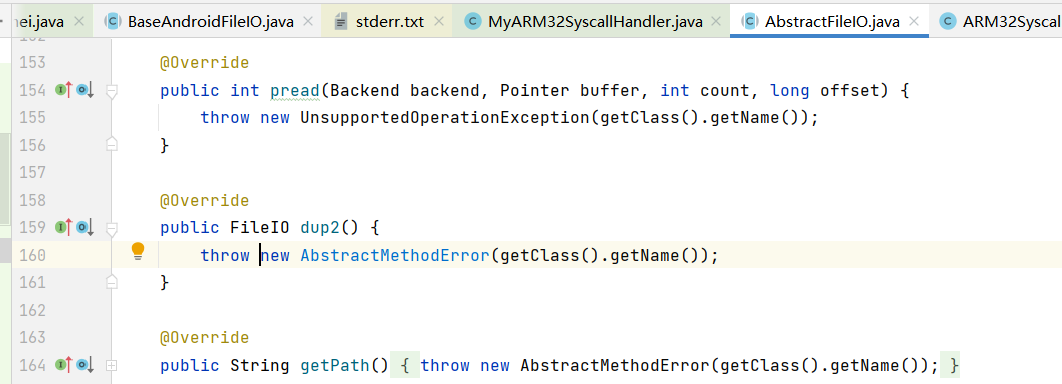 nei.java BaseAndroidFileIO.java stderr.txt MyARM32SyscallHandler.java AbstractFileIO.java ARM32Syscal
153 @Override
154 public int pread(Backend backend, Pointer buffer, int count, long offset) {
155 throw new UnsupportedOperationException(getClass().getName());
156 }
157
158 @Override
159 public FileIO dup2() {
160 throw new AbstractMethodError(getClass().getName());
161 }
162
163 @Override
164 public String getPath() { throw new AbstractMethodError(getClass().getName()); }